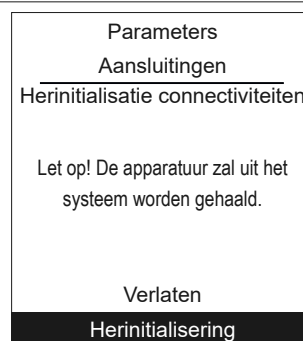 Parameters
Aansluitingen
Herinitialisatie connectiviteiten
Let op! De apparatuur zal uit het
systeem worden gehaald.
Verlaten
Herinitialisering